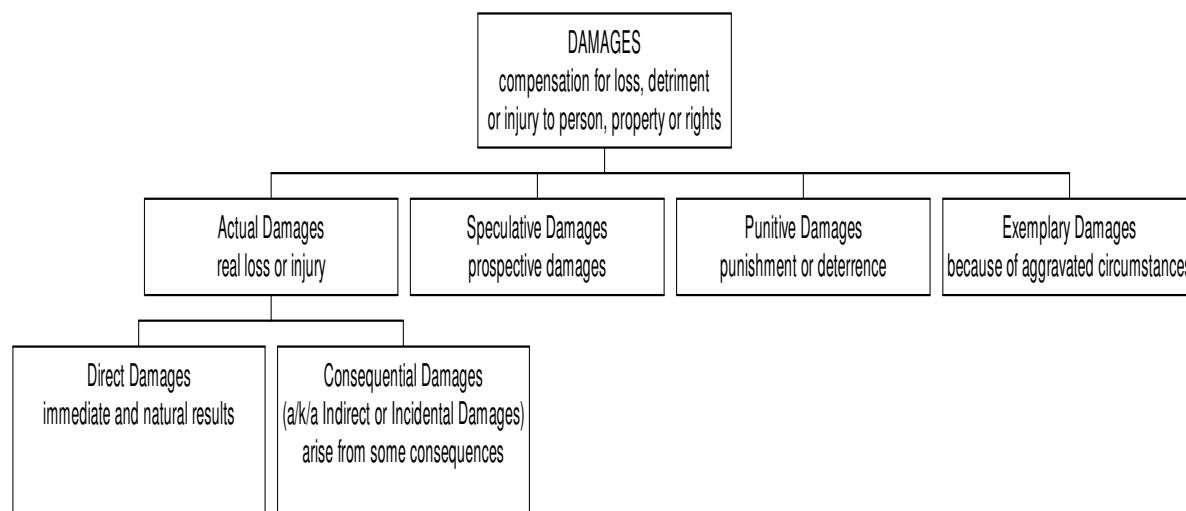 DAMAGES
compensation for loss, detriment
or injury to person, property or rights
Actual Damages
real loss or injury
Speculative Damages
prospective damages
Punitive Damages
punishment or deterrence
Exemplary Damages
because of aggravated circumstances
Direct Damages
immediate and natural results
Consequential Damages
(a/k/a Indirect or Incidental Damages)
arise from some consequences